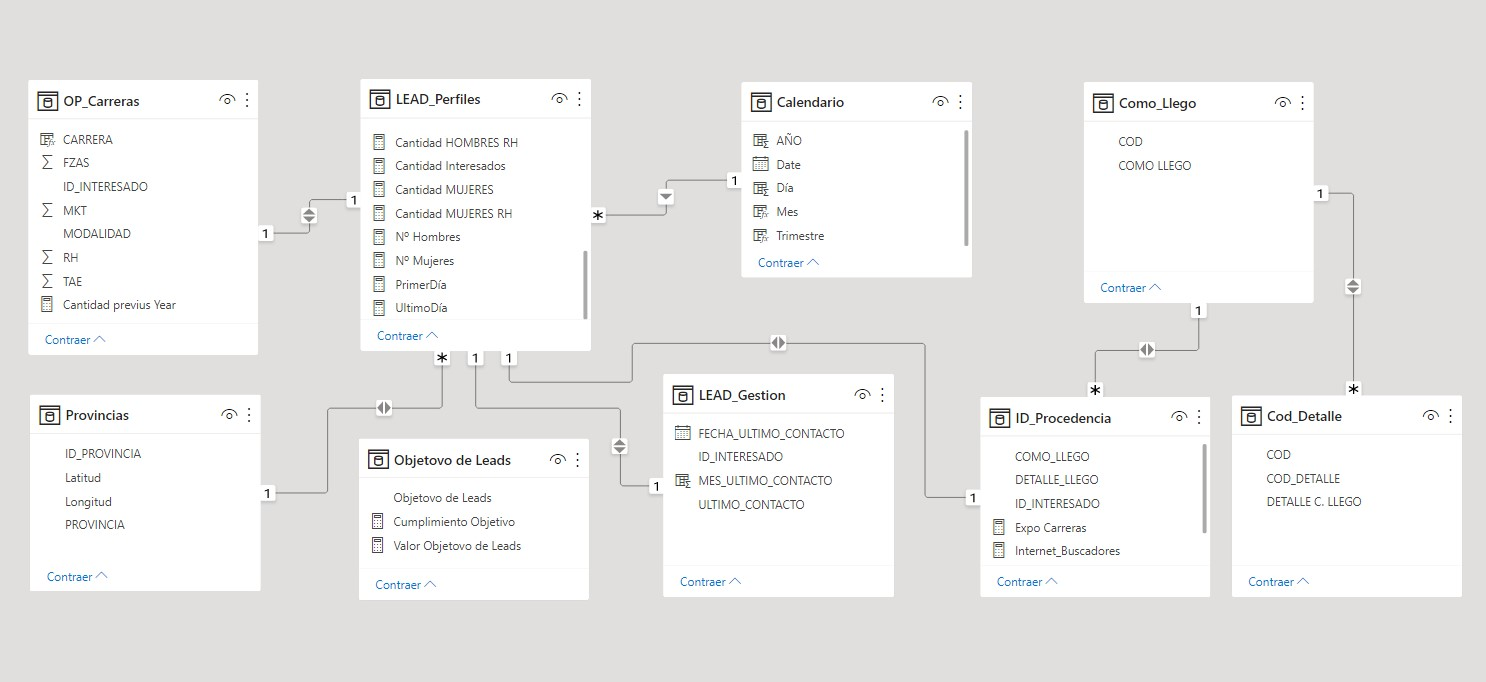 OP_Carreras
CARRERA
FZAS
ID_INTERESADO
MKT
MODALIDAD
RH
TAE
Cantidad previus Year
Contraer
1
1
LEAD_Perfiles
Cantidad HOMBRES RH
Cantidad Interesados
Cantidad MUJERES
Cantidad MUJERES RH
Nº Hombres
Nº Mujeres
PrimerDía
UltimoDía
Contraer
*
1
1
*
1
Calendario
AÑO
Date
Día
Mes
Trimestre
Contraer
Como_Llego
COD
COMO LLEGO
Contraer
1
1
*
*
Provincias
ID_PROVINCIA
Latitud
Longitud
PROVINCIA
Contraer
1
Objetovo de Leads
Objetovo de Leads
Cumplimiento Objetivo
Valor Objetovo de Leads
Contraer
1
LEAD_Gestion
FECHA_ULTIMO_CONTACTO
ID_INTERESADO
MES_ULTIMO_CONTACTO
ULTIMO_CONTACTO
Contraer
1
ID_Procedencia
COMO_LLEGO
DETALLE_LLEGO
ID_INTERESADO
Expo Carreras
Internet_Buscadores
Contraer
Cod_Detalle
COD
COD_DETALLE
DETALLE C. LLEGO
Contraer